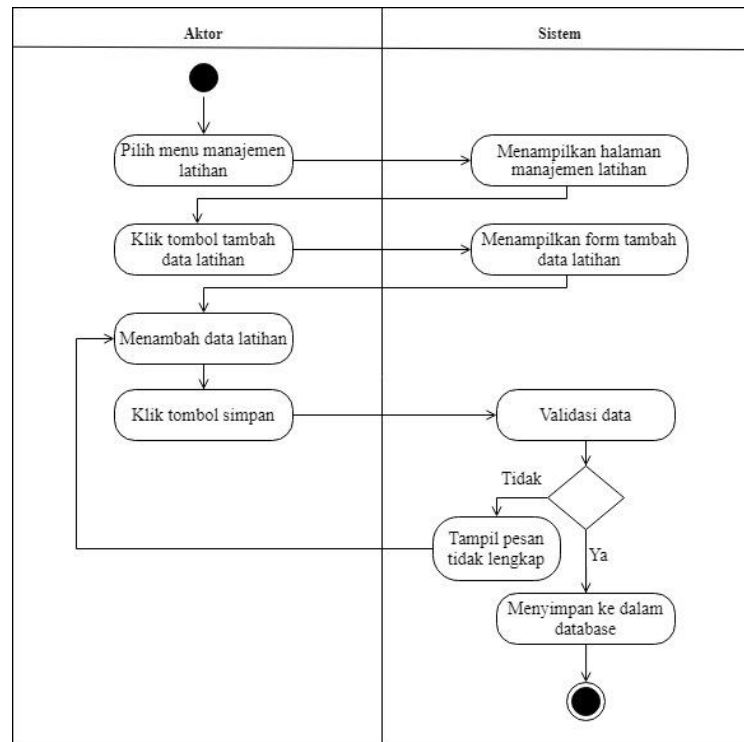 Aktor
Sistem
Pilih menu manajemen
latihan
Menampilkan halaman
manajemen latihan
Klik tombol tambah
data latihan
Menampilkan form tambah
data latihan
Menambah data latihan
Klik tombol simpan
Validasi data
Tidak
Tampil pesan
tidak lengkap
Ya
Menyimpan ke dalam
database